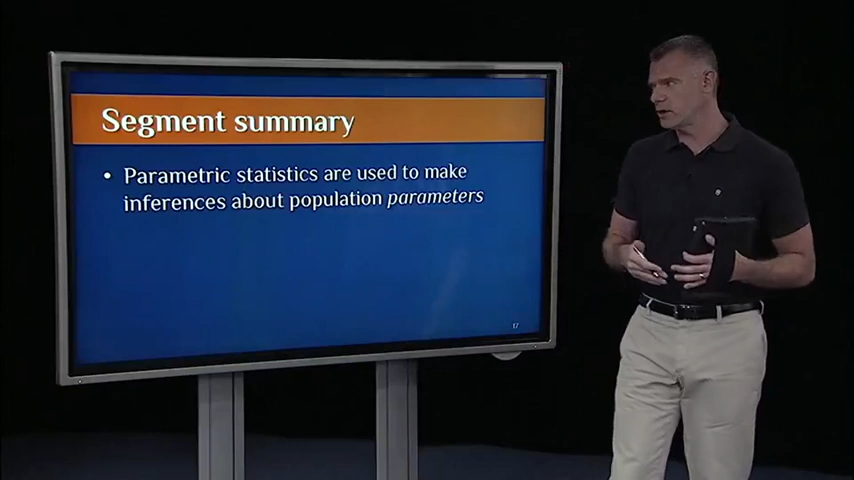 Segment summary
• Parametric statistics are used to make
inferences about population parameters
17